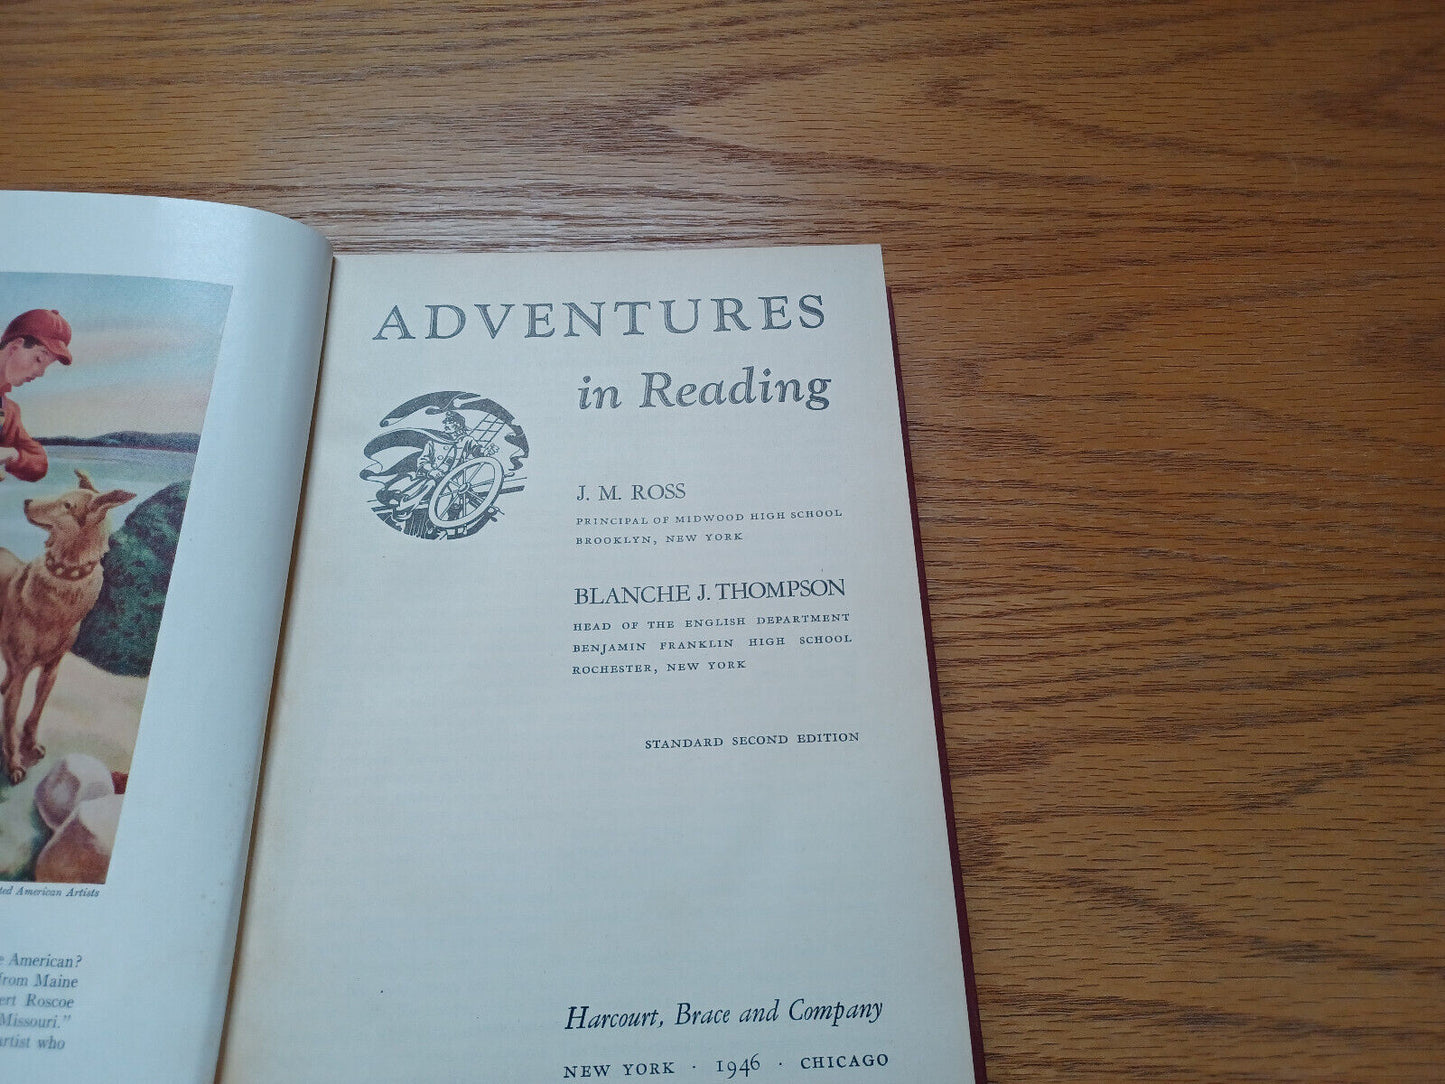 ted American Artists
e American?
from Maine
ert Roscoe
Missouri."
artist who
ADVENTURES
in Reading
J. M. ROSS
PRINCIPAL OF MIDWOOD HIGH SCHOOL
BROOKLYN, NEW YORK
BLANCHE J. THOMPSON
HEAD OF THE ENGLISH DEPARTMENT
BENJAMIN FRANKLIN HIGH SCHOOL
ROCHESTER, NEW YORK
STANDARD SECOND EDITION
Harcourt, Brace and Company
NEW YORK · 1946 · CHICAGO